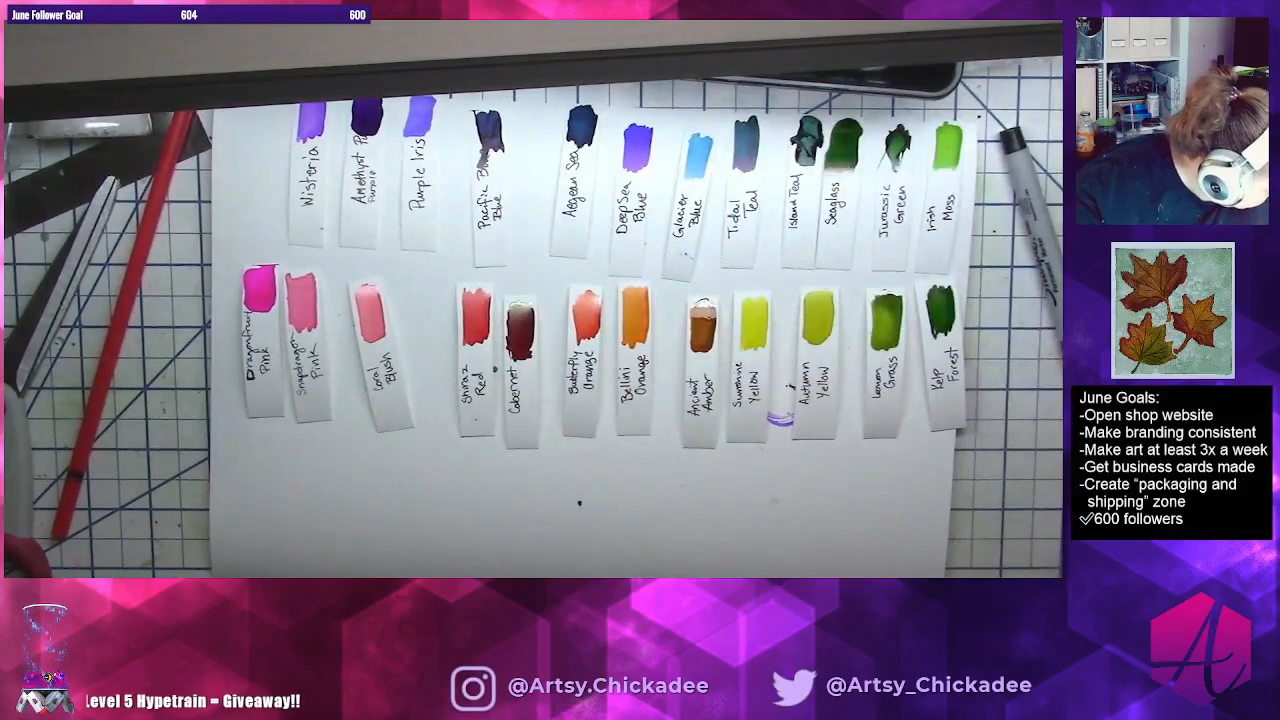 June Follower Goal 604 600
Wisteria
Purple Iris
Pacific
Blue
Aegean Sea
Deep Sea
Blue
Glacier
Blue
Tidal
Teal
Island Teal
Seaglass
Jurassic
Green
Irish
Moss
Dragonfruit
Pink
Snapdragon
Pink
Coral
Blush
Shiraz
Red
Cabernet
Butterfly
Orange
Bellini
Orange
Ancient
Amber
Sunshine
Yellow
Autumn
Yellow
Lemon
Grass
Kelp
Forest
June Goals:
-Open shop website
-Make branding consistent
-Make art at least 3x a week
-Get business cards made
-Create "packaging and
shipping" zone
✓600 followers
A
Level 5 Hypetrain = Giveaway!!
@Artsy.Chickadee
@Artsy_Chickadee